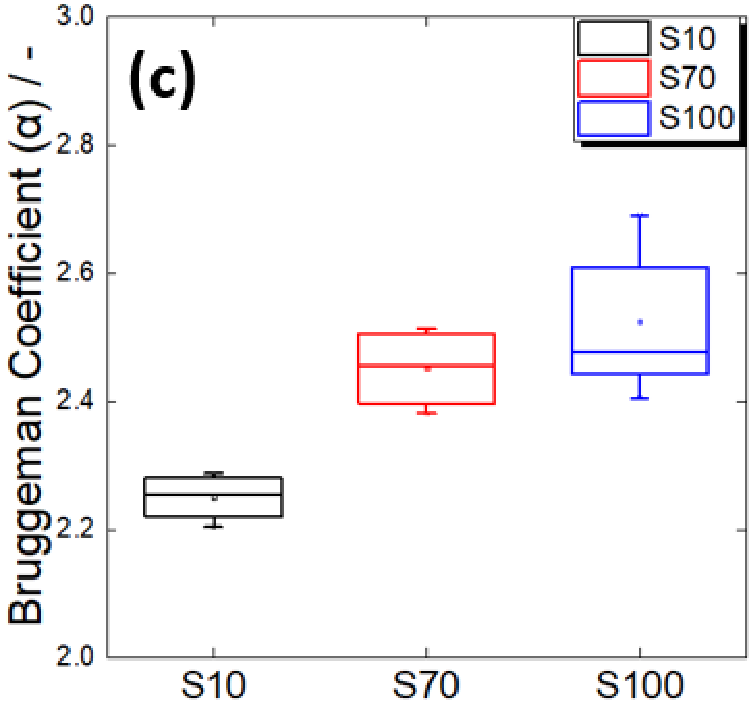 (c)
S10
S70
S100
Bruggeman Coefficient (α) / -
3.0
2.8
2.6
2.4
2.2
2.0
S10 S70 S100